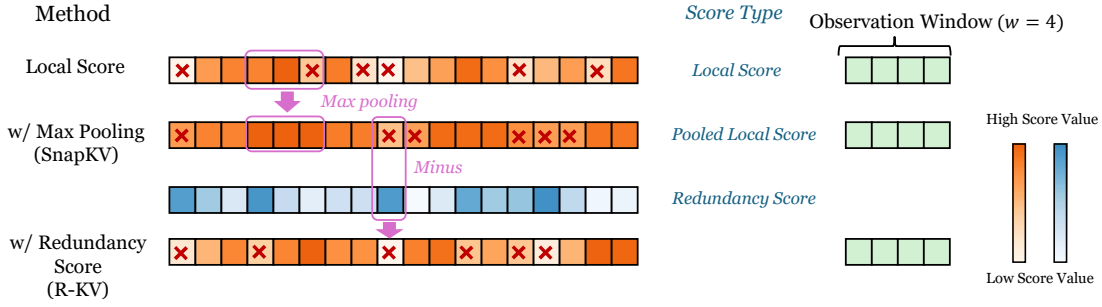 Method
Score Type
Observation Window (w = 4)
Local Score
Local Score
Max pooling
w/ Max Pooling
(SnapKV)
Pooled Local Score
High Score Value
Minus
Redundancy Score
w/ Redundancy
Score
(R-KV)
Low Score Value